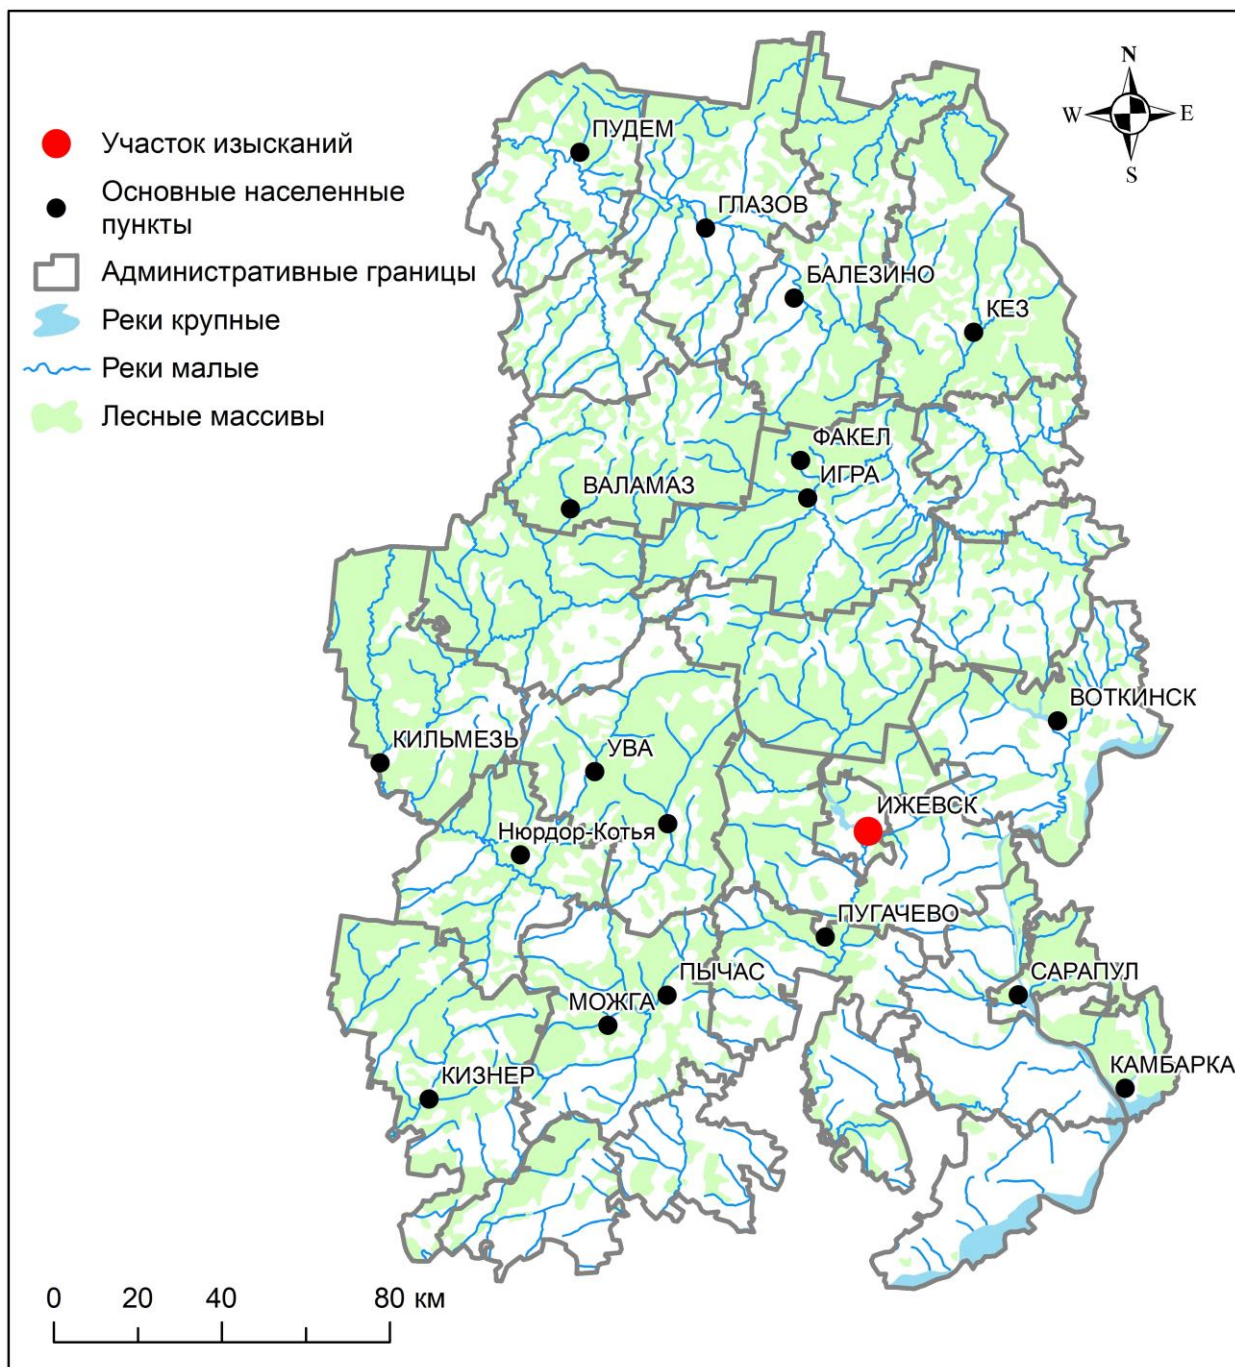 N
W
E
S
Участок изысканий
Основные населенные
пункты
Административные границы
Реки крупные
Реки малые
Лесные массивы
ПУДЕМ
ГЛАЗОВ
БАЛЕЗИНО
КЕЗ
ФАКЕЛ
ИГРА
ВАЛАМАЗ
ВОТКИНСК
КИЛЬМЕЗЬ
УВА
ИЖЕВСК
Нюрдор-Котья
ПУГАЧЕВО
ПЫЧАС
САРАПУЛ
МОЖГА
КИЗНЕР
КАМБАРКА
0 20 40 80 км